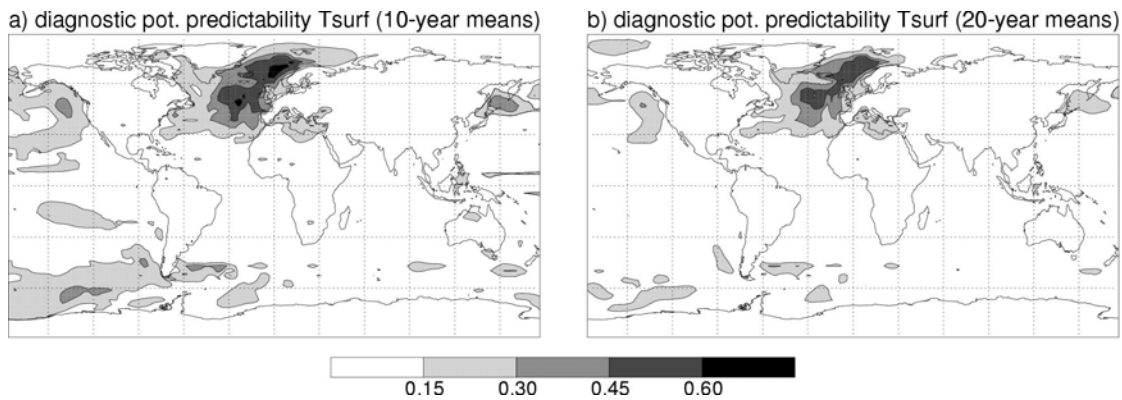 a) diagnostic pot. predictability Tsurf (10-year means)
b) diagnostic pot. predictability Tsurf (20-year means)
0.15 0.30 0.45 0.60